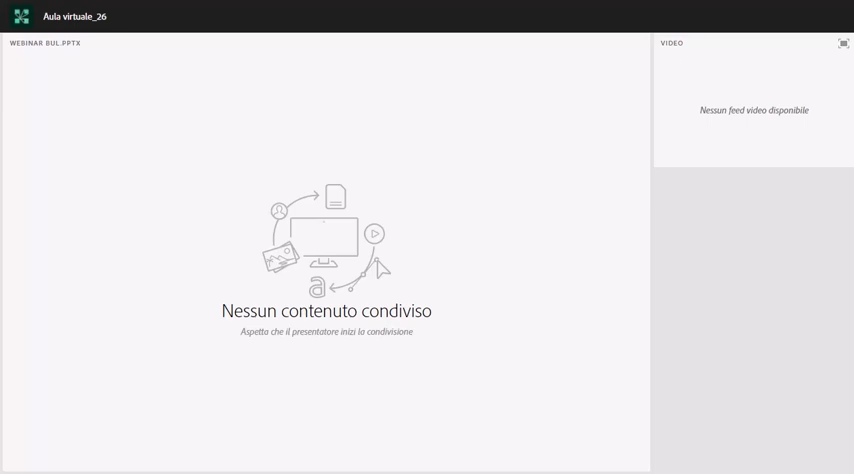 Aula virtuale_26
WEBINAR BUL.PPTX
VIDEO
Nessun feed video disponibile
Nessun contenuto condiviso
Aspetta che il presentatore inizi la condivisione